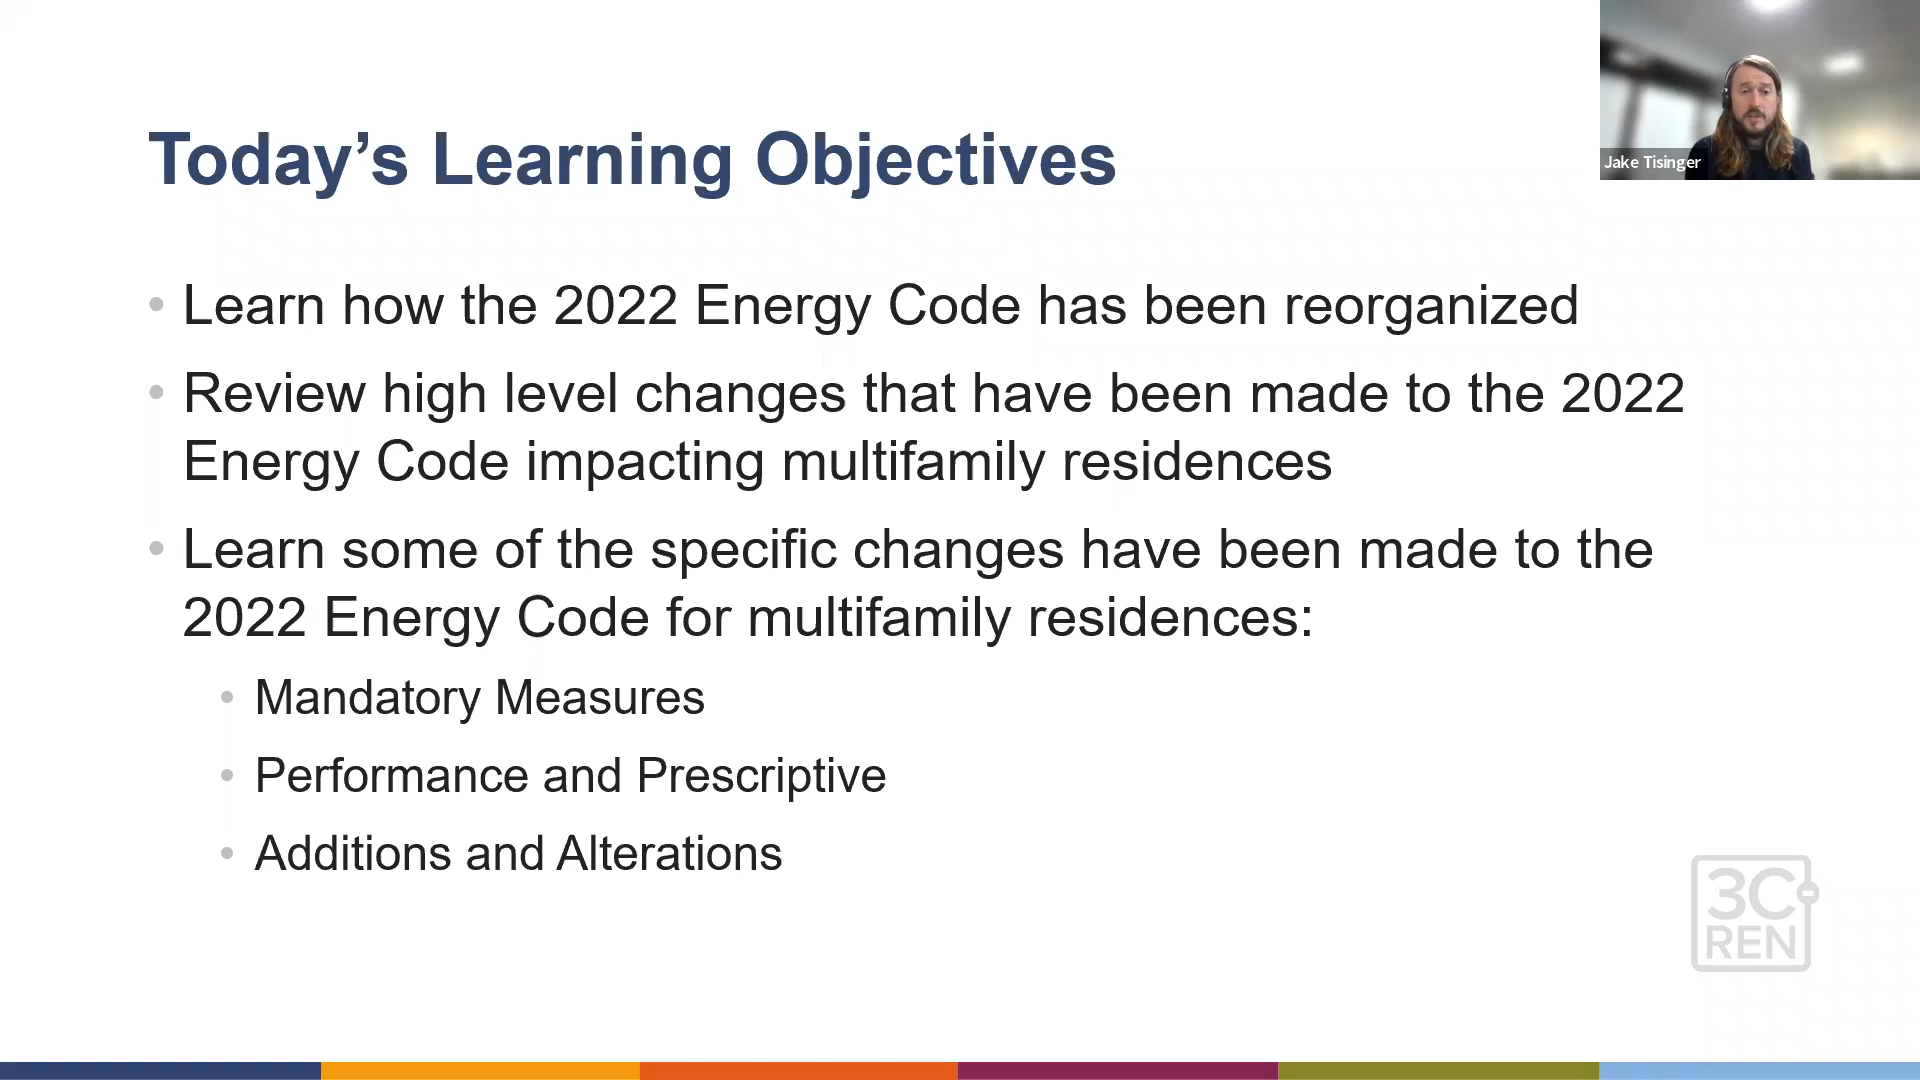 Today’s Learning Objectives
Jake Tisinger
• Learn how the 2022 Energy Code has been reorganized
• Review high level changes that have been made to the 2022
Energy Code impacting multifamily residences
• Learn some of the specific changes have been made to the
2022 Energy Code for multifamily residences:
• Mandatory Measures
• Performance and Prescriptive
• Additions and Alterations
3C-
REN